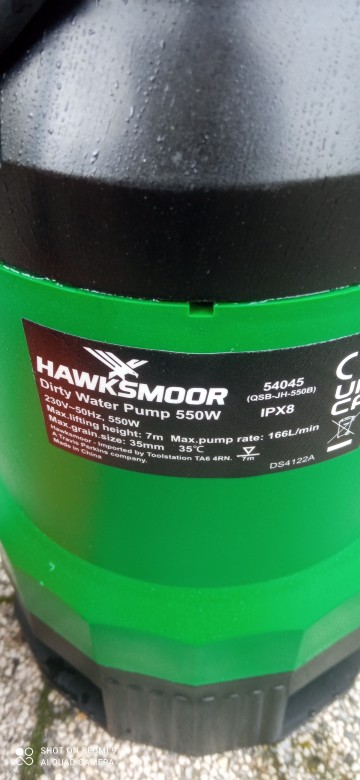 HAWKSMOOR
54045
(QSB-JH-550B)
Dirty Water Pump 550W
IPX8
230V~50Hz, 550W
Max.lifting height: 7m Max.pump rate: 166L/min
Max.grain.size: 35mm 35℃
7m
Hawksmoor - Imported by Toolstation TA6 4RN.
A Travis Perkins company.
Made in China
DS4122A
UK
CA
SHOT ON REDMI 9
AI QUAD CAMERA